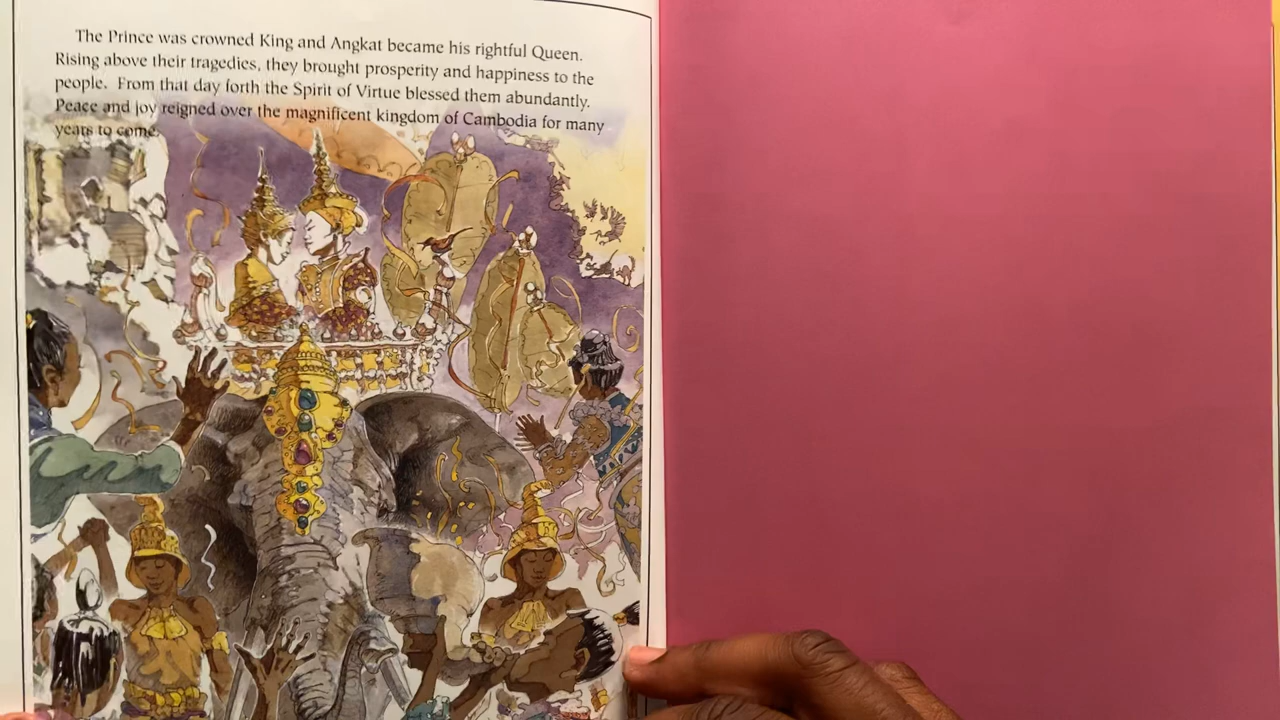 The Prince was crowned King and Angkat became his rightful Queen.
Rising above their tragedies, they brought prosperity and happiness to the
people. From that day forth the Spirit of Virtue blessed them abundantly.
Peace and joy reigned over the magnificent kingdom of Cambodia for many
years to come.